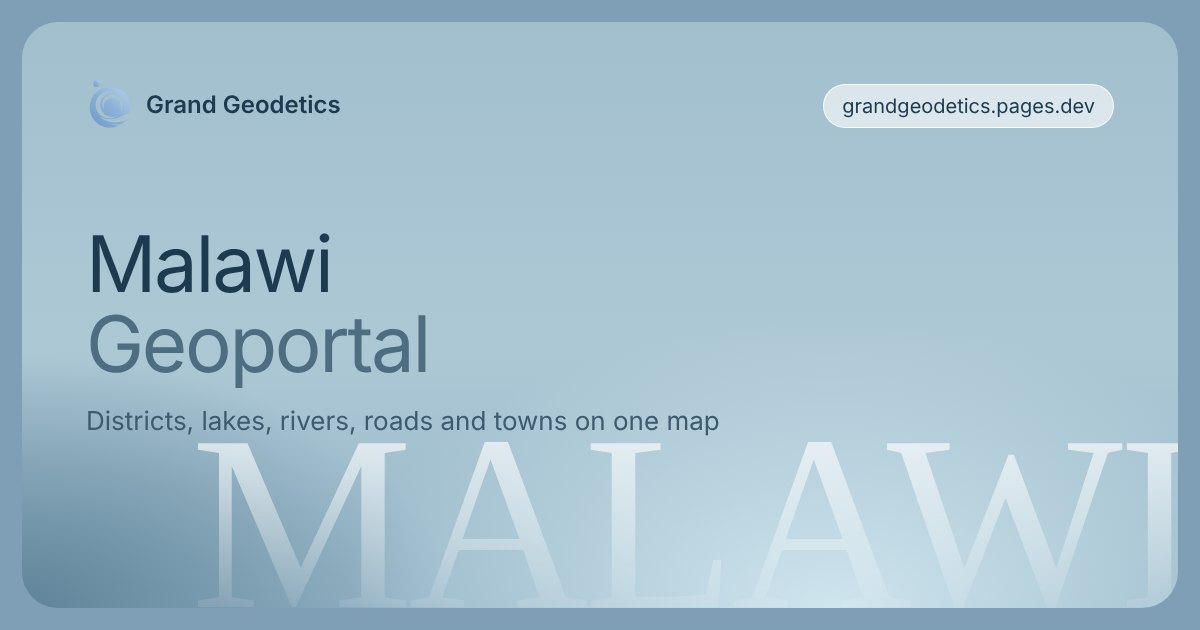 Grand Geodetics
grandgeodetics.pages.dev
Malawi
Geoportal
Districts, lakes, rivers, roads and towns on one map
MALAWI